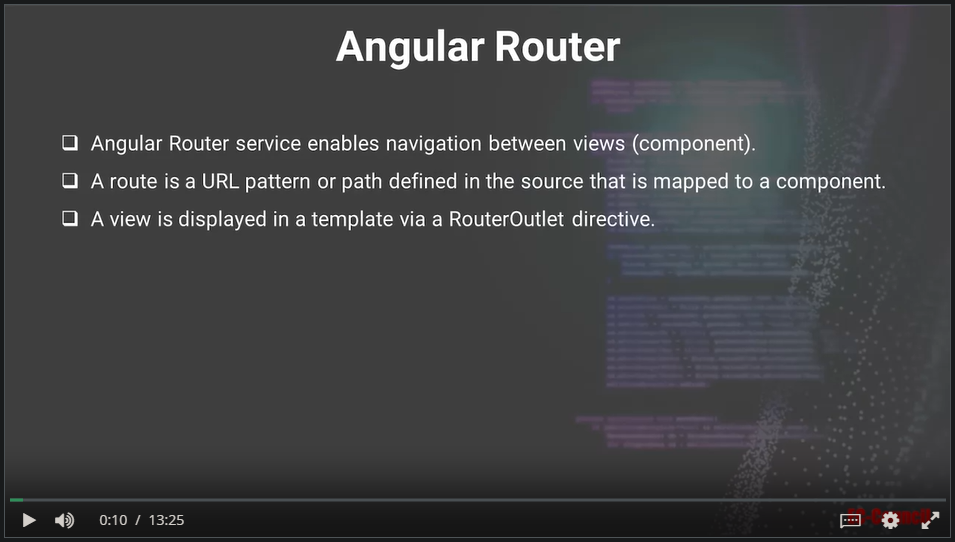 Angular Router
❑ Angular Router service enables navigation between views (component).
❑ A route is a URL pattern or path defined in the source that is mapped to a component.
❑ A view is displayed in a template via a RouterOutlet directive.
0:10 / 13:25